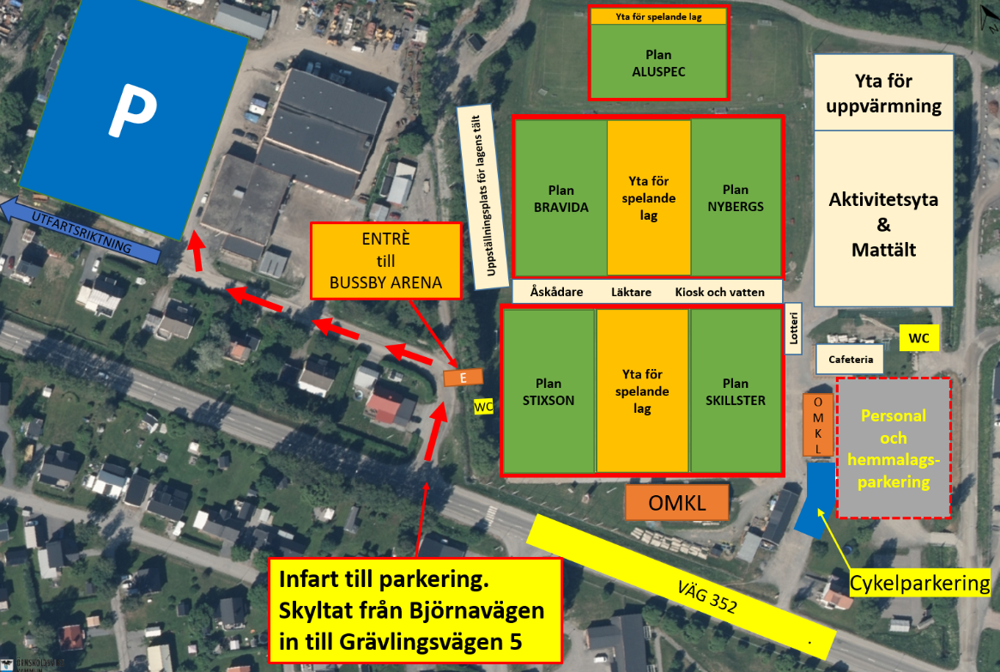 Yta för spelande lag
Plan
ALUSPEC
N
P
Yta för
uppvärmning
Uppställningsplats för lagens tält
Plan
BRAVIDA
Yta för
spelande
lag
Plan
NYBERGS
Aktivitetsyta
&
Mattält
UTFARTSRIKTNING
ENTRÈ
till
BUSSBY ARENA
Åskådare Läktare Kiosk och vatten
Lotteri
WC
Cafeteria
E
WC
Plan
STIXSON
Yta för
spelande
lag
Plan
SKILLSTER
O
M
K
L
Personal
och
hemmalags-
parkering
OMKL
Cykelparkering
VÄG 352
.
Infart till parkering.
Skyltat från Björnavägen
in till Grävlingsvägen 5
ÖRNSKÖLDSVIKS
KOMMUN